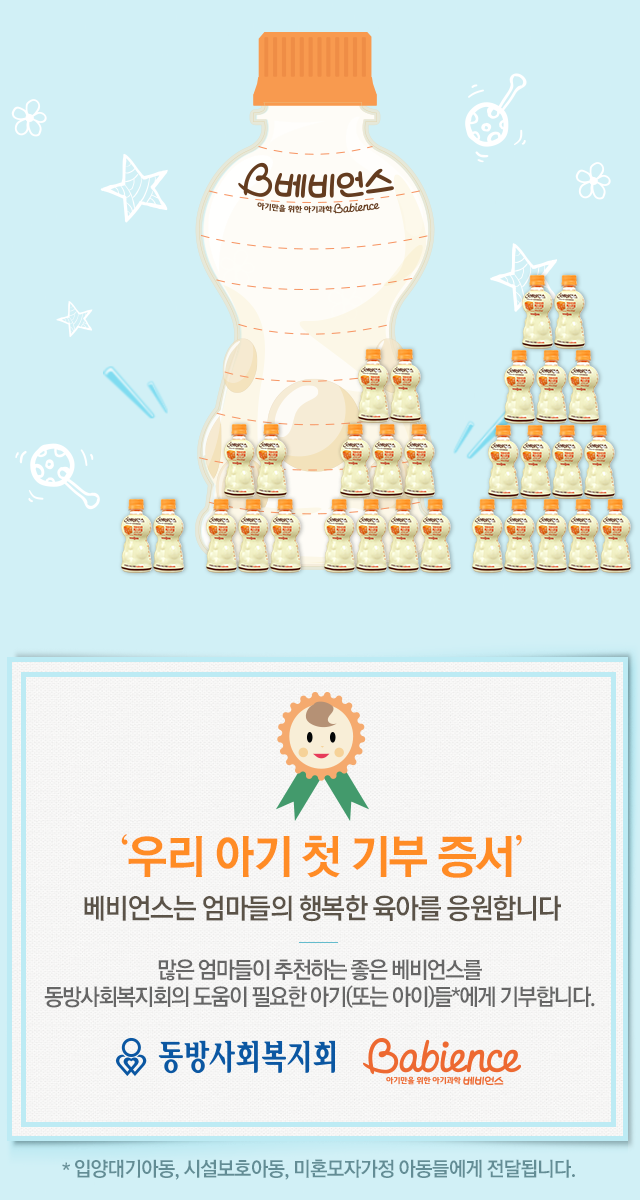 베비언스
아기만을 위한 아기과학 Babience
‘우리 아기 첫 기부 증서’
베비언스는 엄마들의 행복한 육아를 응원합니다
많은 엄마들이 추천하는 좋은 베비언스를
동방사회복지회의 도움이 필요한 아기(또는 아이)들*에게 기부합니다.
동방사회복지회
Babience
아기만을 위한 아기과학 베비언스
* 입양대기아동, 시설보호아동, 미혼모자가정 아동들에게 전달됩니다.